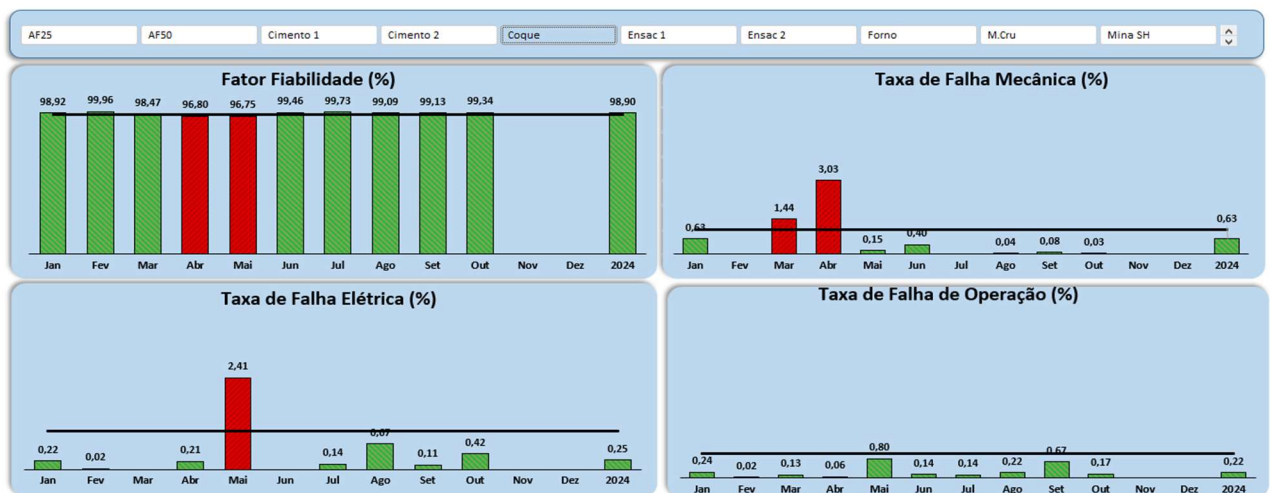 AF25 AF50 Cimento 1 Cimento 2 Coque Ensac 1 Ensac 2 Forno M.Cru Mina SH
Fator Fiabilidade (%)
98,92 99,96 98,47 96,80 96,75 99,46 99,73 99,09 99,13 99,34 98,90
Jan Fev Mar Abr Mai Jun Jul Ago Set Out Nov Dez 2024
Taxa de Falha Mecânica (%)
0,63 1,44 3,03 0,15 0,40 0,04 0,08 0,03 0,63
Jan Fev Mar Abr Mai Jun Jul Ago Set Out Nov Dez 2024
Taxa de Falha Elétrica (%)
0,22 0,02 0,21 2,41 0,14 0,67 0,11 0,42 0,25
Jan Fev Mar Abr Mai Jun Jul Ago Set Out Nov Dez 2024
Taxa de Falha de Operação (%)
0,24 0,02 0,13 0,06 0,80 0,14 0,14 0,22 0,67 0,17 0,22
Jan Fev Mar Abr Mai Jun Jul Ago Set Out Nov Dez 2024